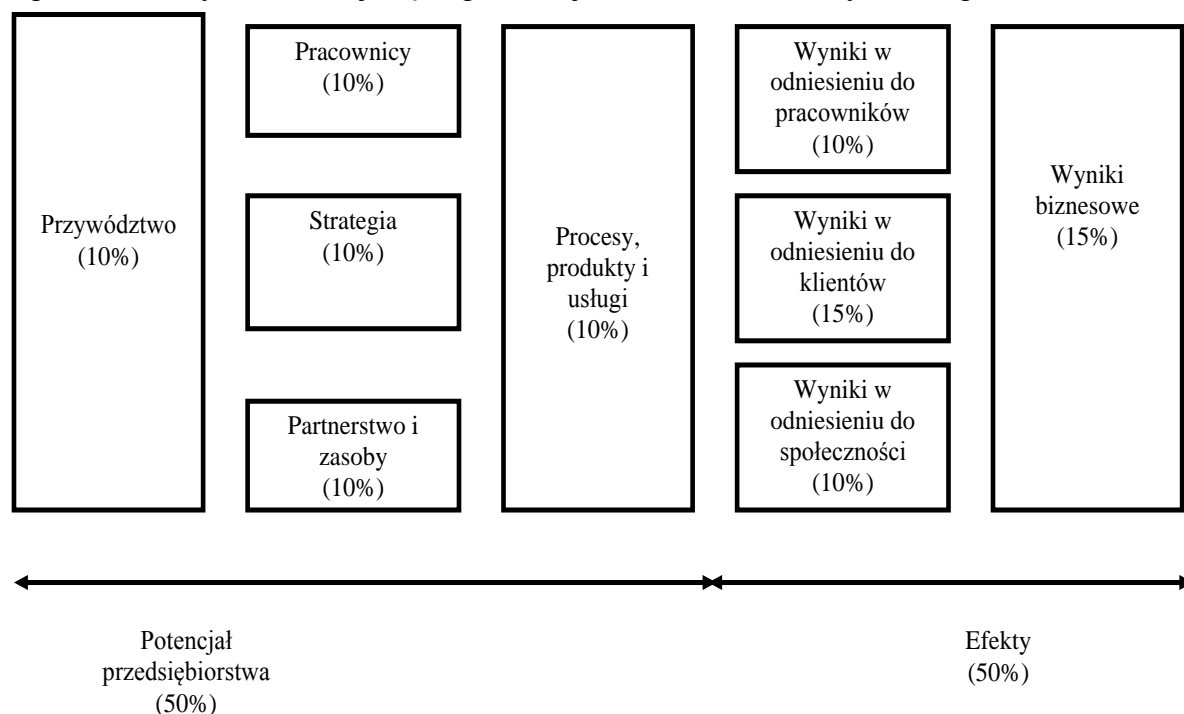 Przywództwo
(10%)
Pracownicy
(10%)
Strategia
(10%)
Partnerstwo i
zasoby
(10%)
Procesy,
produkty i
usługi
(10%)
Wyniki w
odniesieniu do
pracowników
(10%)
Wyniki w
odniesieniu do
klientów
(15%)
Wyniki w
odniesieniu do
społeczności
(10%)
Wyniki
biznesowe
(15%)
Potencjał
przedsiębiorstwa
(50%)
Efekty
(50%)